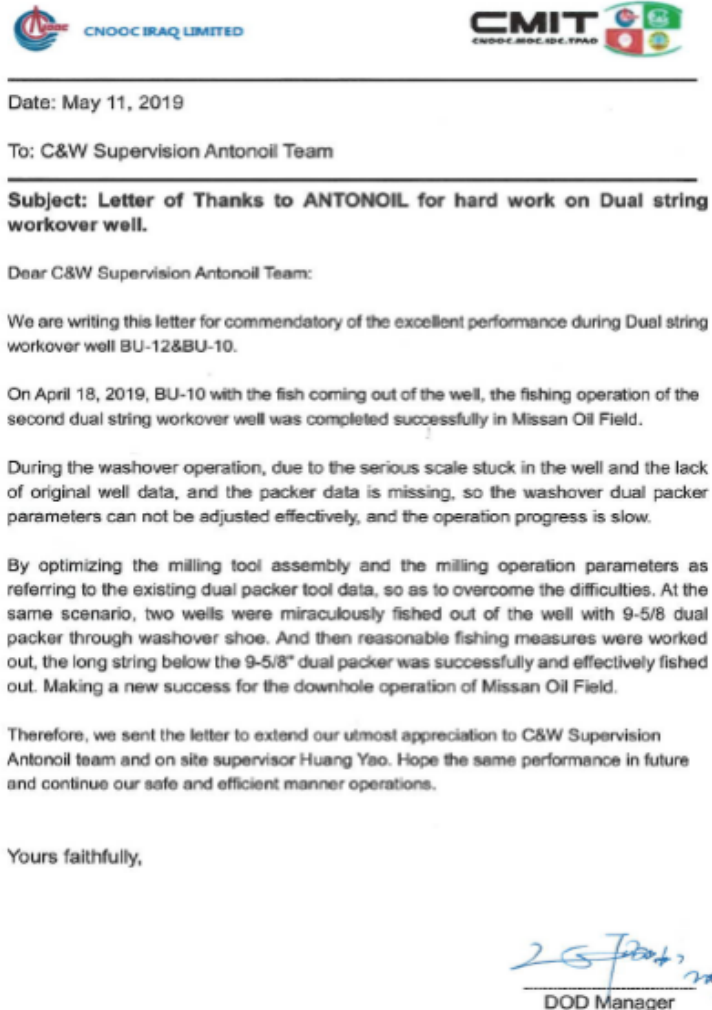 CNOOC IRAQ LIMITED
CMIT
CNOOC.MOC.IDC.TPAO
Date: May 11, 2019
To: C&W Supervision Antonoil Team
Subject: Letter of Thanks to ANTONOIL for hard work on Dual string
workover well.
Dear C&W Supervision Antonoil Team:
We are writing this letter for commendatory of the excellent performance during Dual string
workover well BU-12&BU-10.
On April 18, 2019, BU-10 with the fish coming out of the well, the fishing operation of the
second dual string workover well was completed successfully in Missan Oil Field.
During the washover operation, due to the serious scale stuck in the well and the lack
of original well data, and the packer data is missing, so the washover dual packer
parameters can not be adjusted effectively, and the operation progress is slow.
By optimizing the milling tool assembly and the milling operation parameters as
referring to the existing dual packer tool data, so as to overcome the difficulties. At the
same scenario, two wells were miraculously fished out of the well with 9-5/8 dual
packer through washover shoe. And then reasonable fishing measures were worked
out, the long string below the 9-5/8" dual packer was successfully and effectively fished
out. Making a new success for the downhole operation of Missan Oil Field.
Therefore, we sent the letter to extend our utmost appreciation to C&W Supervision
Antonoil team and on site supervisor Huang Yao. Hope the same performance in future
and continue our safe and efficient manner operations.
Yours faithfully,
DOD Manager